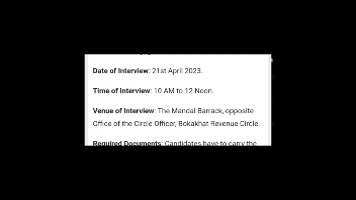 Date of Interview: 21st April 2023.
Time of Interview: 10 AM to 12 Noon.
Venue of Interview: The Mandal Barrack, opposite
Office of the Circle Officer, Bokakhat Revenue Circle.
Required Documents: Candidates have to carry the